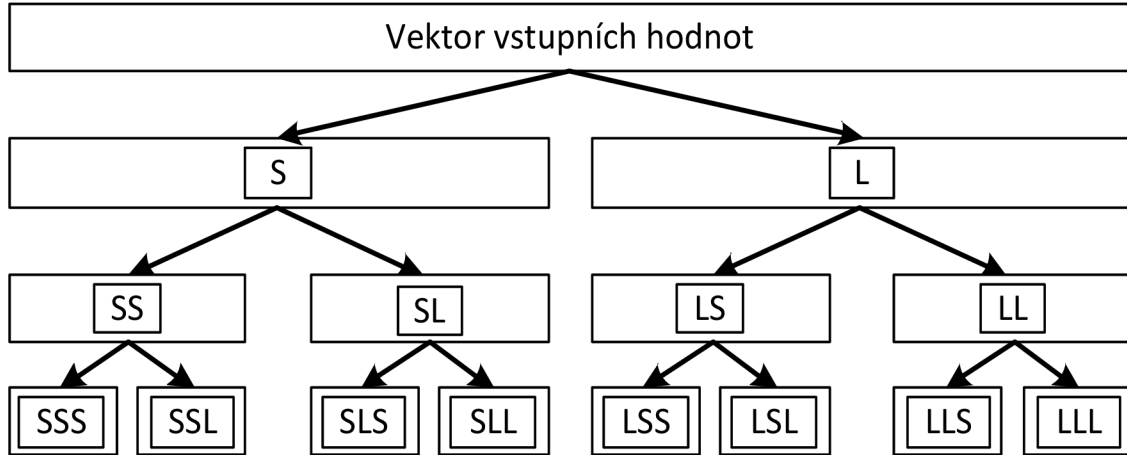 Vektor vstupních hodnot
S L
SS SL LS LL
SSS SSL SLS SLL LSS LSL LLS LLL